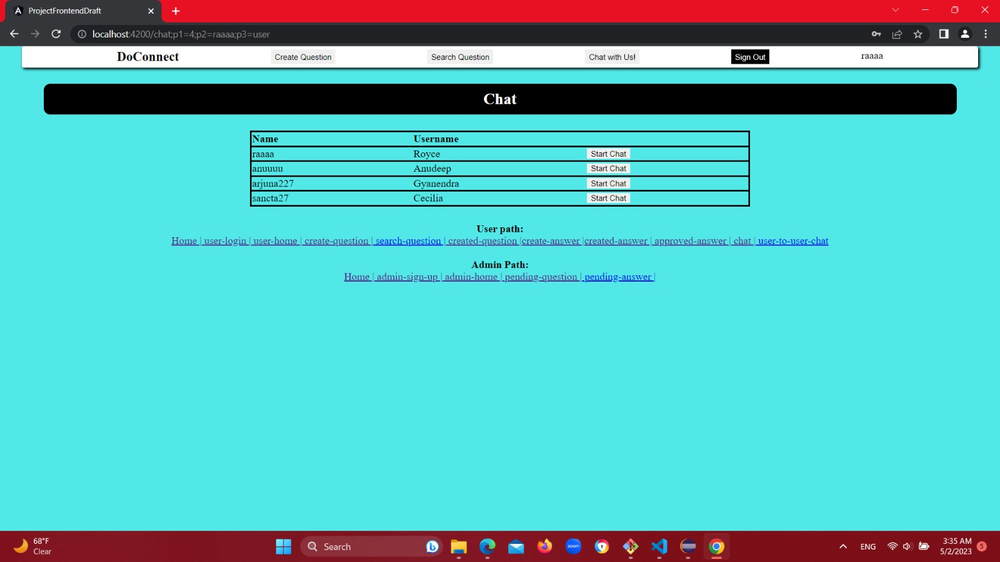 ProjectFrontendDraft
localhost:4200/chat;p1=4;p2=raaaa;p3=user
DoConnect Create Question Search Question Chat with Us! Sign Out raaaa
Chat
Name Username
raaaa Royce Start Chat
anuuuu Anudeep Start Chat
arjuna227 Gyanendra Start Chat
sancta27 Cecilia Start Chat
User path:
Home | user-login | user-home | create-question | search-question | created-question |create-answer |created-answer | approved-answer | chat | user-to-user-chat
Admin Path:
Home | admin-sign-up | admin-home | pending-question | pending-answer |
68°F
Clear
Search
zoom
ENG
3:35 AM
5/2/2023
5